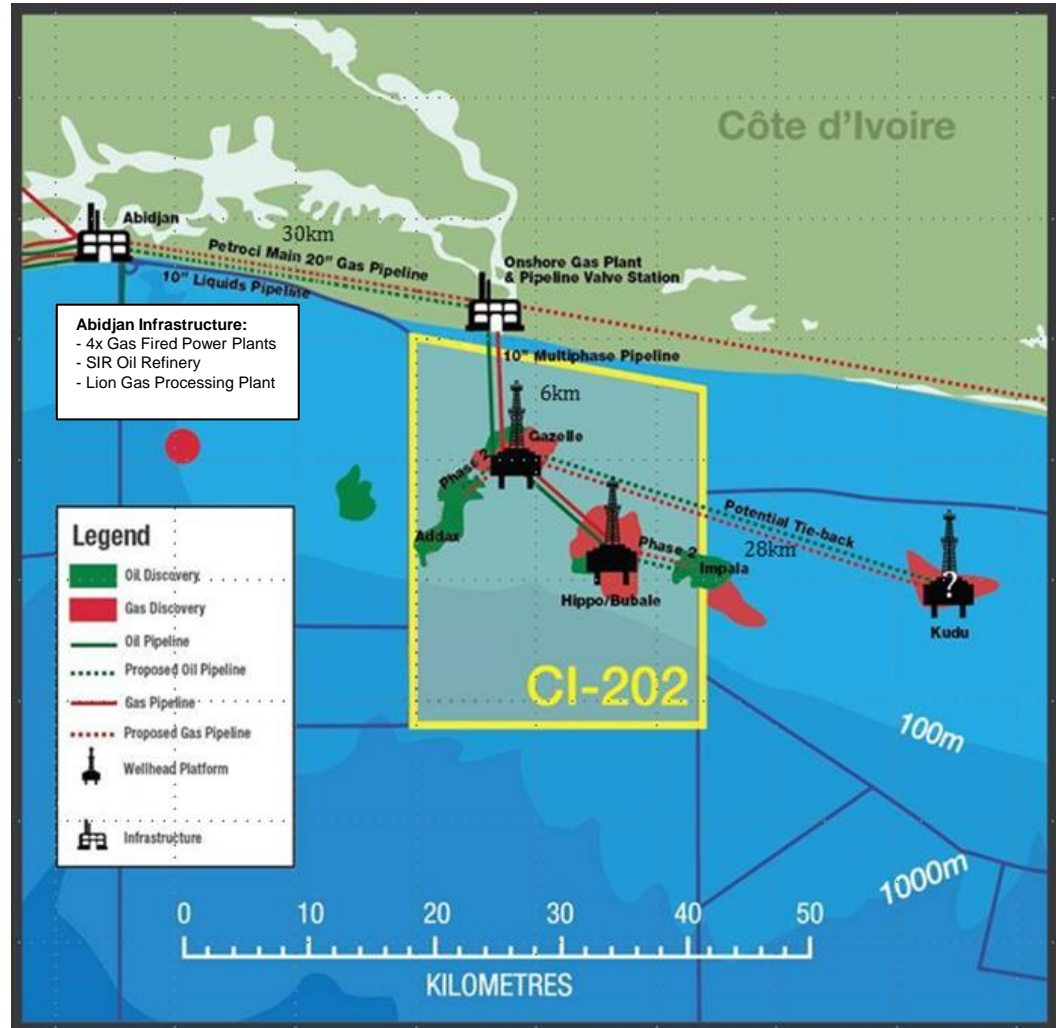 Côte d'Ivoire
Abidjan
30km
Petroci Main 20" Gas Pipeline
10" Liquids Pipeline
Onshore Gas Plant
& Pipeline Valve Station
Abidjan Infrastructure:
- 4x Gas Fired Power Plants
- SIR Oil Refinery
- Lion Gas Processing Plant
10" Multiphase Pipeline
6km
Gazelle
Phase 2
Addax
Potential Tie-back
28km
Phase 2
Impala
Hippo/Bubale
?
Kudu
CI-202
100m
1000m
Legend
Oil Discovery
Gas Discovery
Oil Pipeline
Proposed Oil Pipeline
Gas Pipeline
Proposed Gas Pipeline
Wellhead Platform
Infrastructure
0 10 20 30 40 50
KILOMETRES